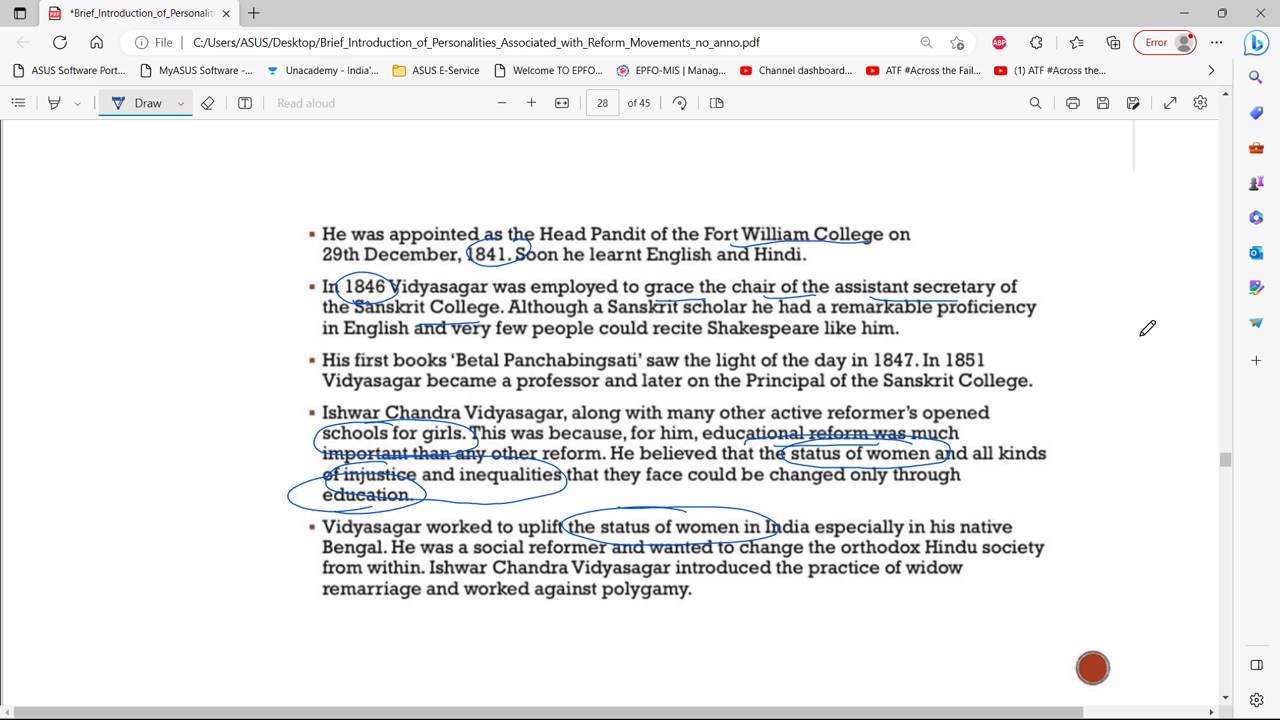 *Brief_Introduction_of_Personaliti
File
C:/Users/ASUS/Desktop/Brief_Introduction_of_Personalities_Associated_with_Reform_Movements_no_anno.pdf
ABP
Error
ASUS Software Port...
MyASUS Software -...
Unacademy - India'...
ASUS E-Service
Welcome TO EPFO...
EPFO-MIS | Manag...
Channel dashboard...
ATF #Across the Fail...
(1) ATF #Across the...
Draw
Read aloud
28 of 45
▪ He was appointed as the Head Pandit of the Fort William College on
29th December, 1841. Soon he learnt English and Hindi.
▪ In 1846 Vidyasagar was employed to grace the chair of the assistant secretary of
the Sanskrit College. Although a Sanskrit scholar he had a remarkable proficiency
in English and very few people could recite Shakespeare like him.
▪ His first books ‘Betal Panchabingsati’ saw the light of the day in 1847. In 1851
Vidyasagar became a professor and later on the Principal of the Sanskrit College.
▪ Ishwar Chandra Vidyasagar, along with many other active reformer’s opened
schools for girls. This was because, for him, educational reform was much
important than any other reform. He believed that the status of women and all kinds
of injustice and inequalities that they face could be changed only through
education.
▪ Vidyasagar worked to uplift the status of women in India especially in his native
Bengal. He was a social reformer and wanted to change the orthodox Hindu society
from within. Ishwar Chandra Vidyasagar introduced the practice of widow
remarriage and worked against polygamy.